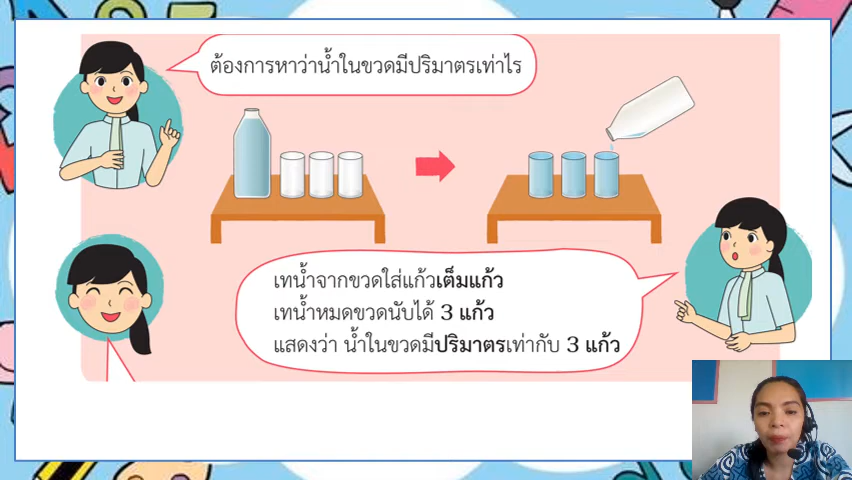 ต้องการหาว่าน้ำในขวดมีปริมาตรเท่าไร
เทน้ำจากขวดใส่แก้วเต็มแก้ว
เทน้ำหมดขวดนับได้ 3 แก้ว
แสดงว่า น้ำในขวดมีปริมาตรเท่ากับ 3 แก้ว